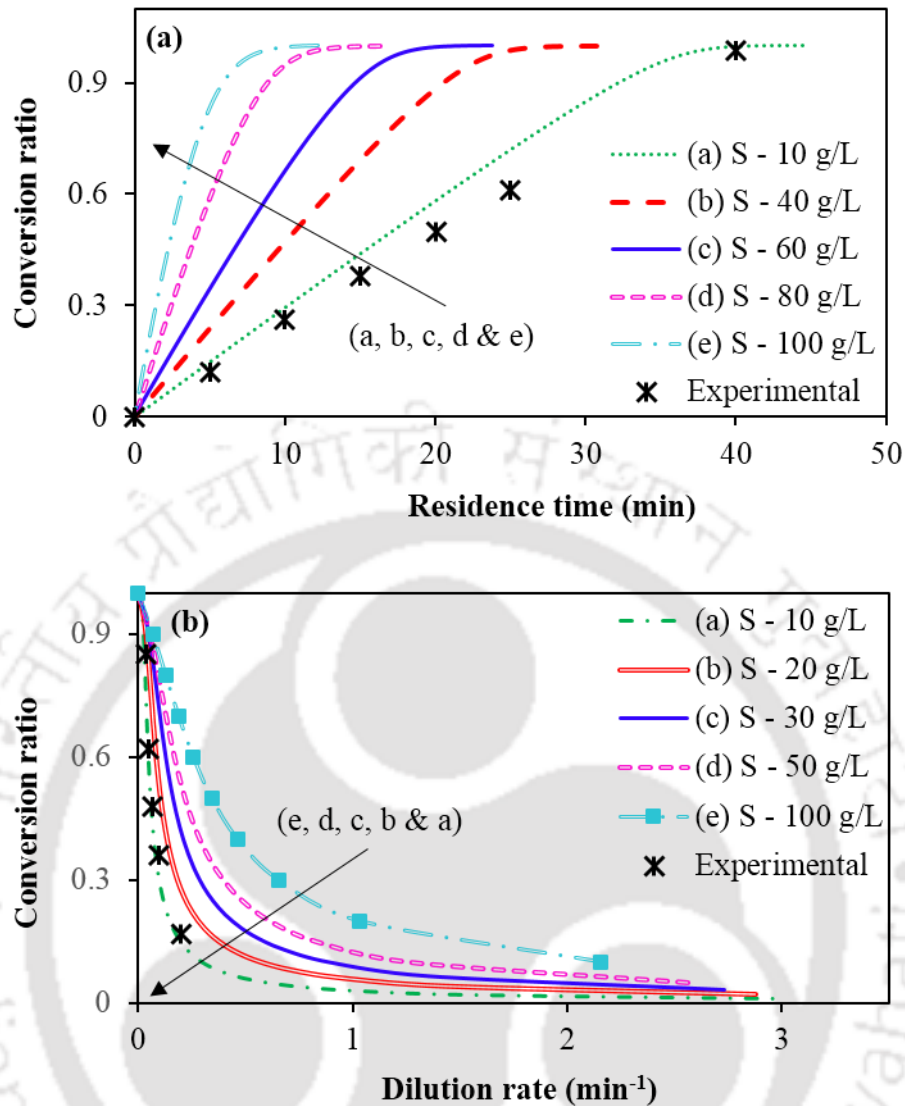 (a)
Conversion ratio
0.9
0.6
0.3
0
0 10 20 30 40 50
Residence time (min)
(a, b, c, d & e)
(a) S - 10 g/L
(b) S - 40 g/L
(c) S - 60 g/L
(d) S - 80 g/L
(e) S - 100 g/L
Experimental
(b)
Conversion ratio
0.9
0.6
0.3
0
0 1 2 3
Dilution rate (min⁻¹)
(e, d, c, b & a)
(a) S - 10 g/L
(b) S - 20 g/L
(c) S - 30 g/L
(d) S - 50 g/L
(e) S - 100 g/L
Experimental
प्रौद्योगिकी संस्थान